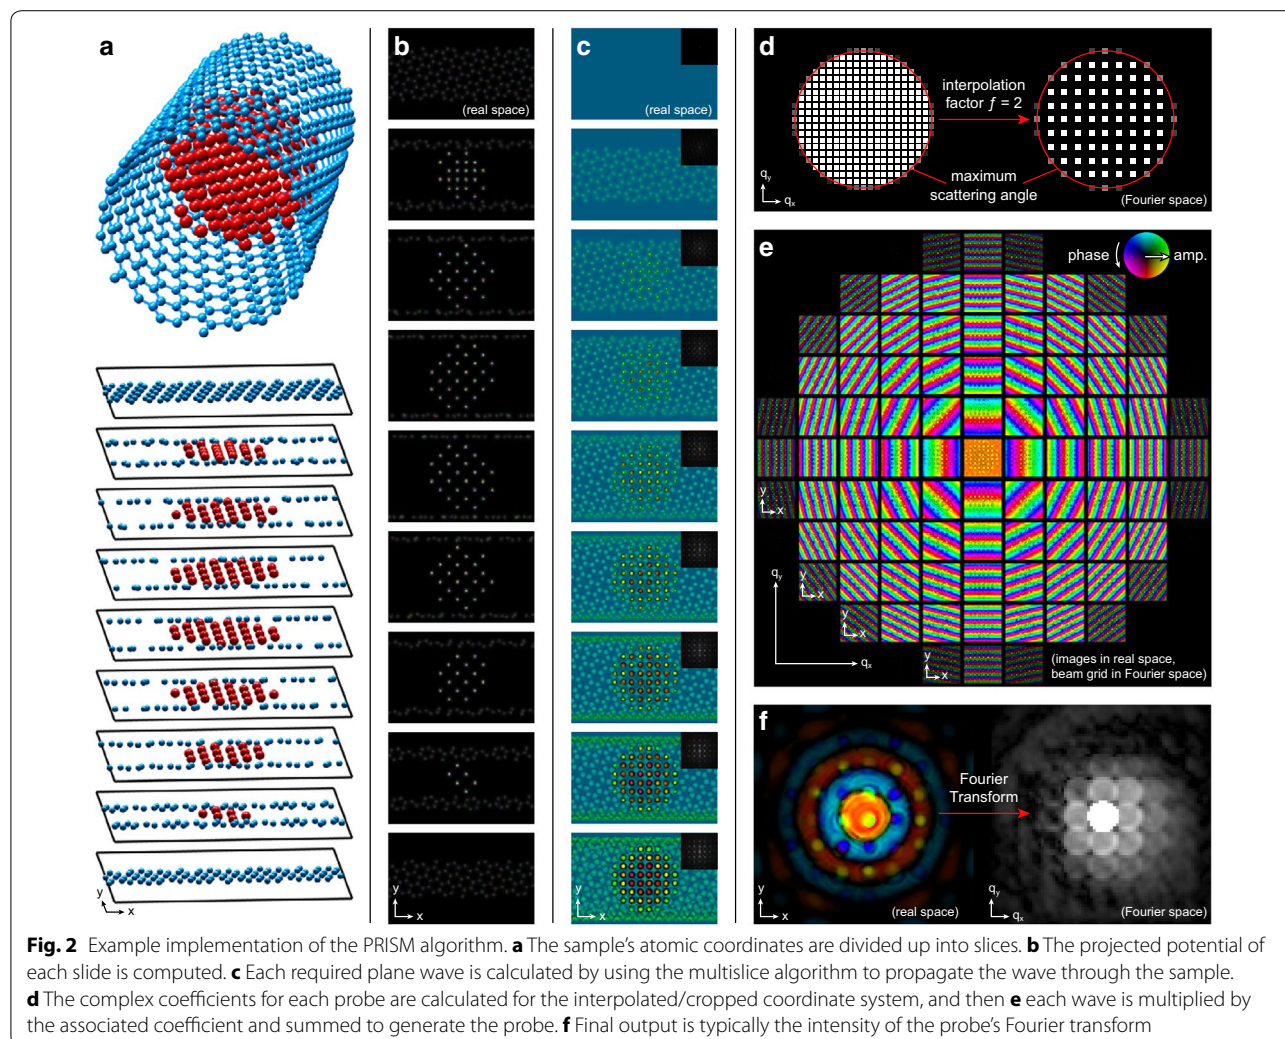 a
b
c
d
(real space)
(real space)
interpolation
factor ƒ = 2
maximum
scattering angle
qy
qx
(Fourier space)
e
phase
amp.
y
x
y
x
y
x
y
x
qy
qx
(images in real space,
beam grid in Fourier space)
f
Fourier
Transform
y
x
(real space)
qy
qx
(Fourier space)
y
x
y
x
y
x
Fig. 2 Example implementation of the PRISM algorithm. a The sample's atomic coordinates are divided up into slices. b The projected potential of
each slide is computed. c Each required plane wave is calculated by using the multislice algorithm to propagate the wave through the sample.
d The complex coefficients for each probe are calculated for the interpolated/cropped coordinate system, and then e each wave is multiplied by
the associated coefficient and summed to generate the probe. f Final output is typically the intensity of the probe's Fourier transform